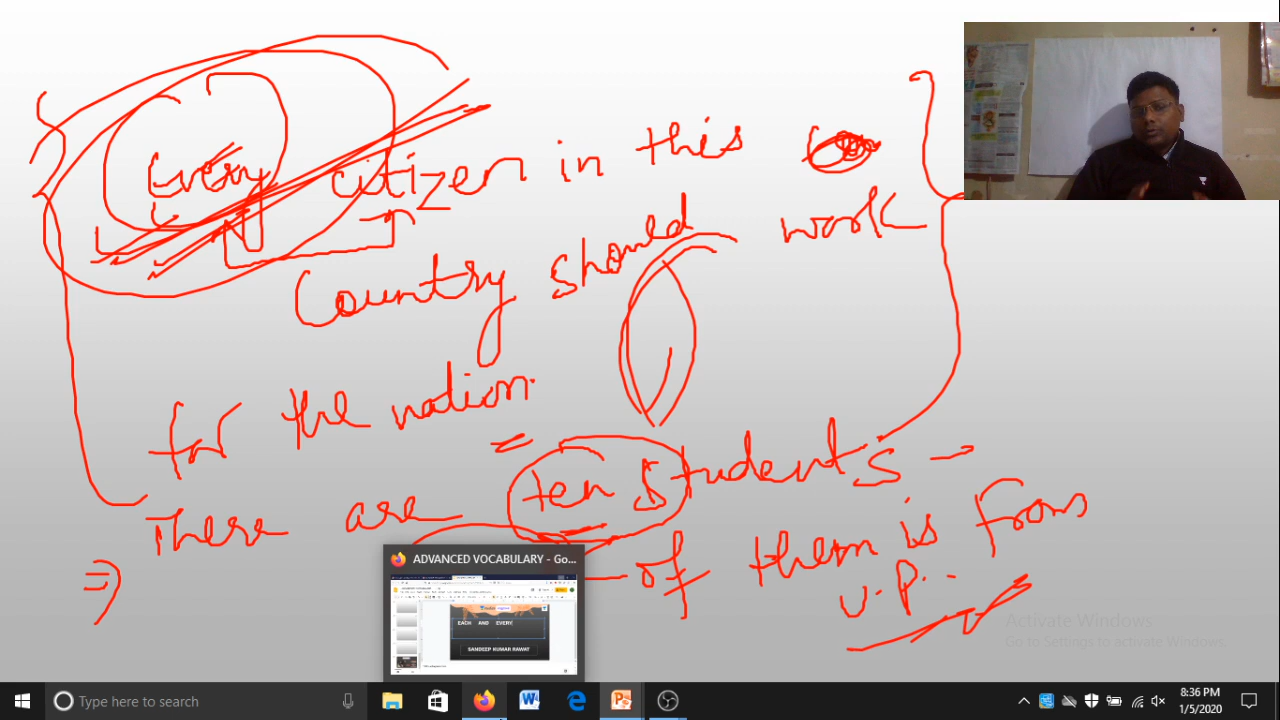 Every citizen in this
Country should work
for the nation.
There are ten students
of them is from
U.P.
ADVANCED VOCABULARY - Go...
EACH AND EVERY
SANDEEP KUMAR RAWAT
Activate Windows
Go to Settings to activate Windows.
Type here to search
8:36 PM
1/5/2020